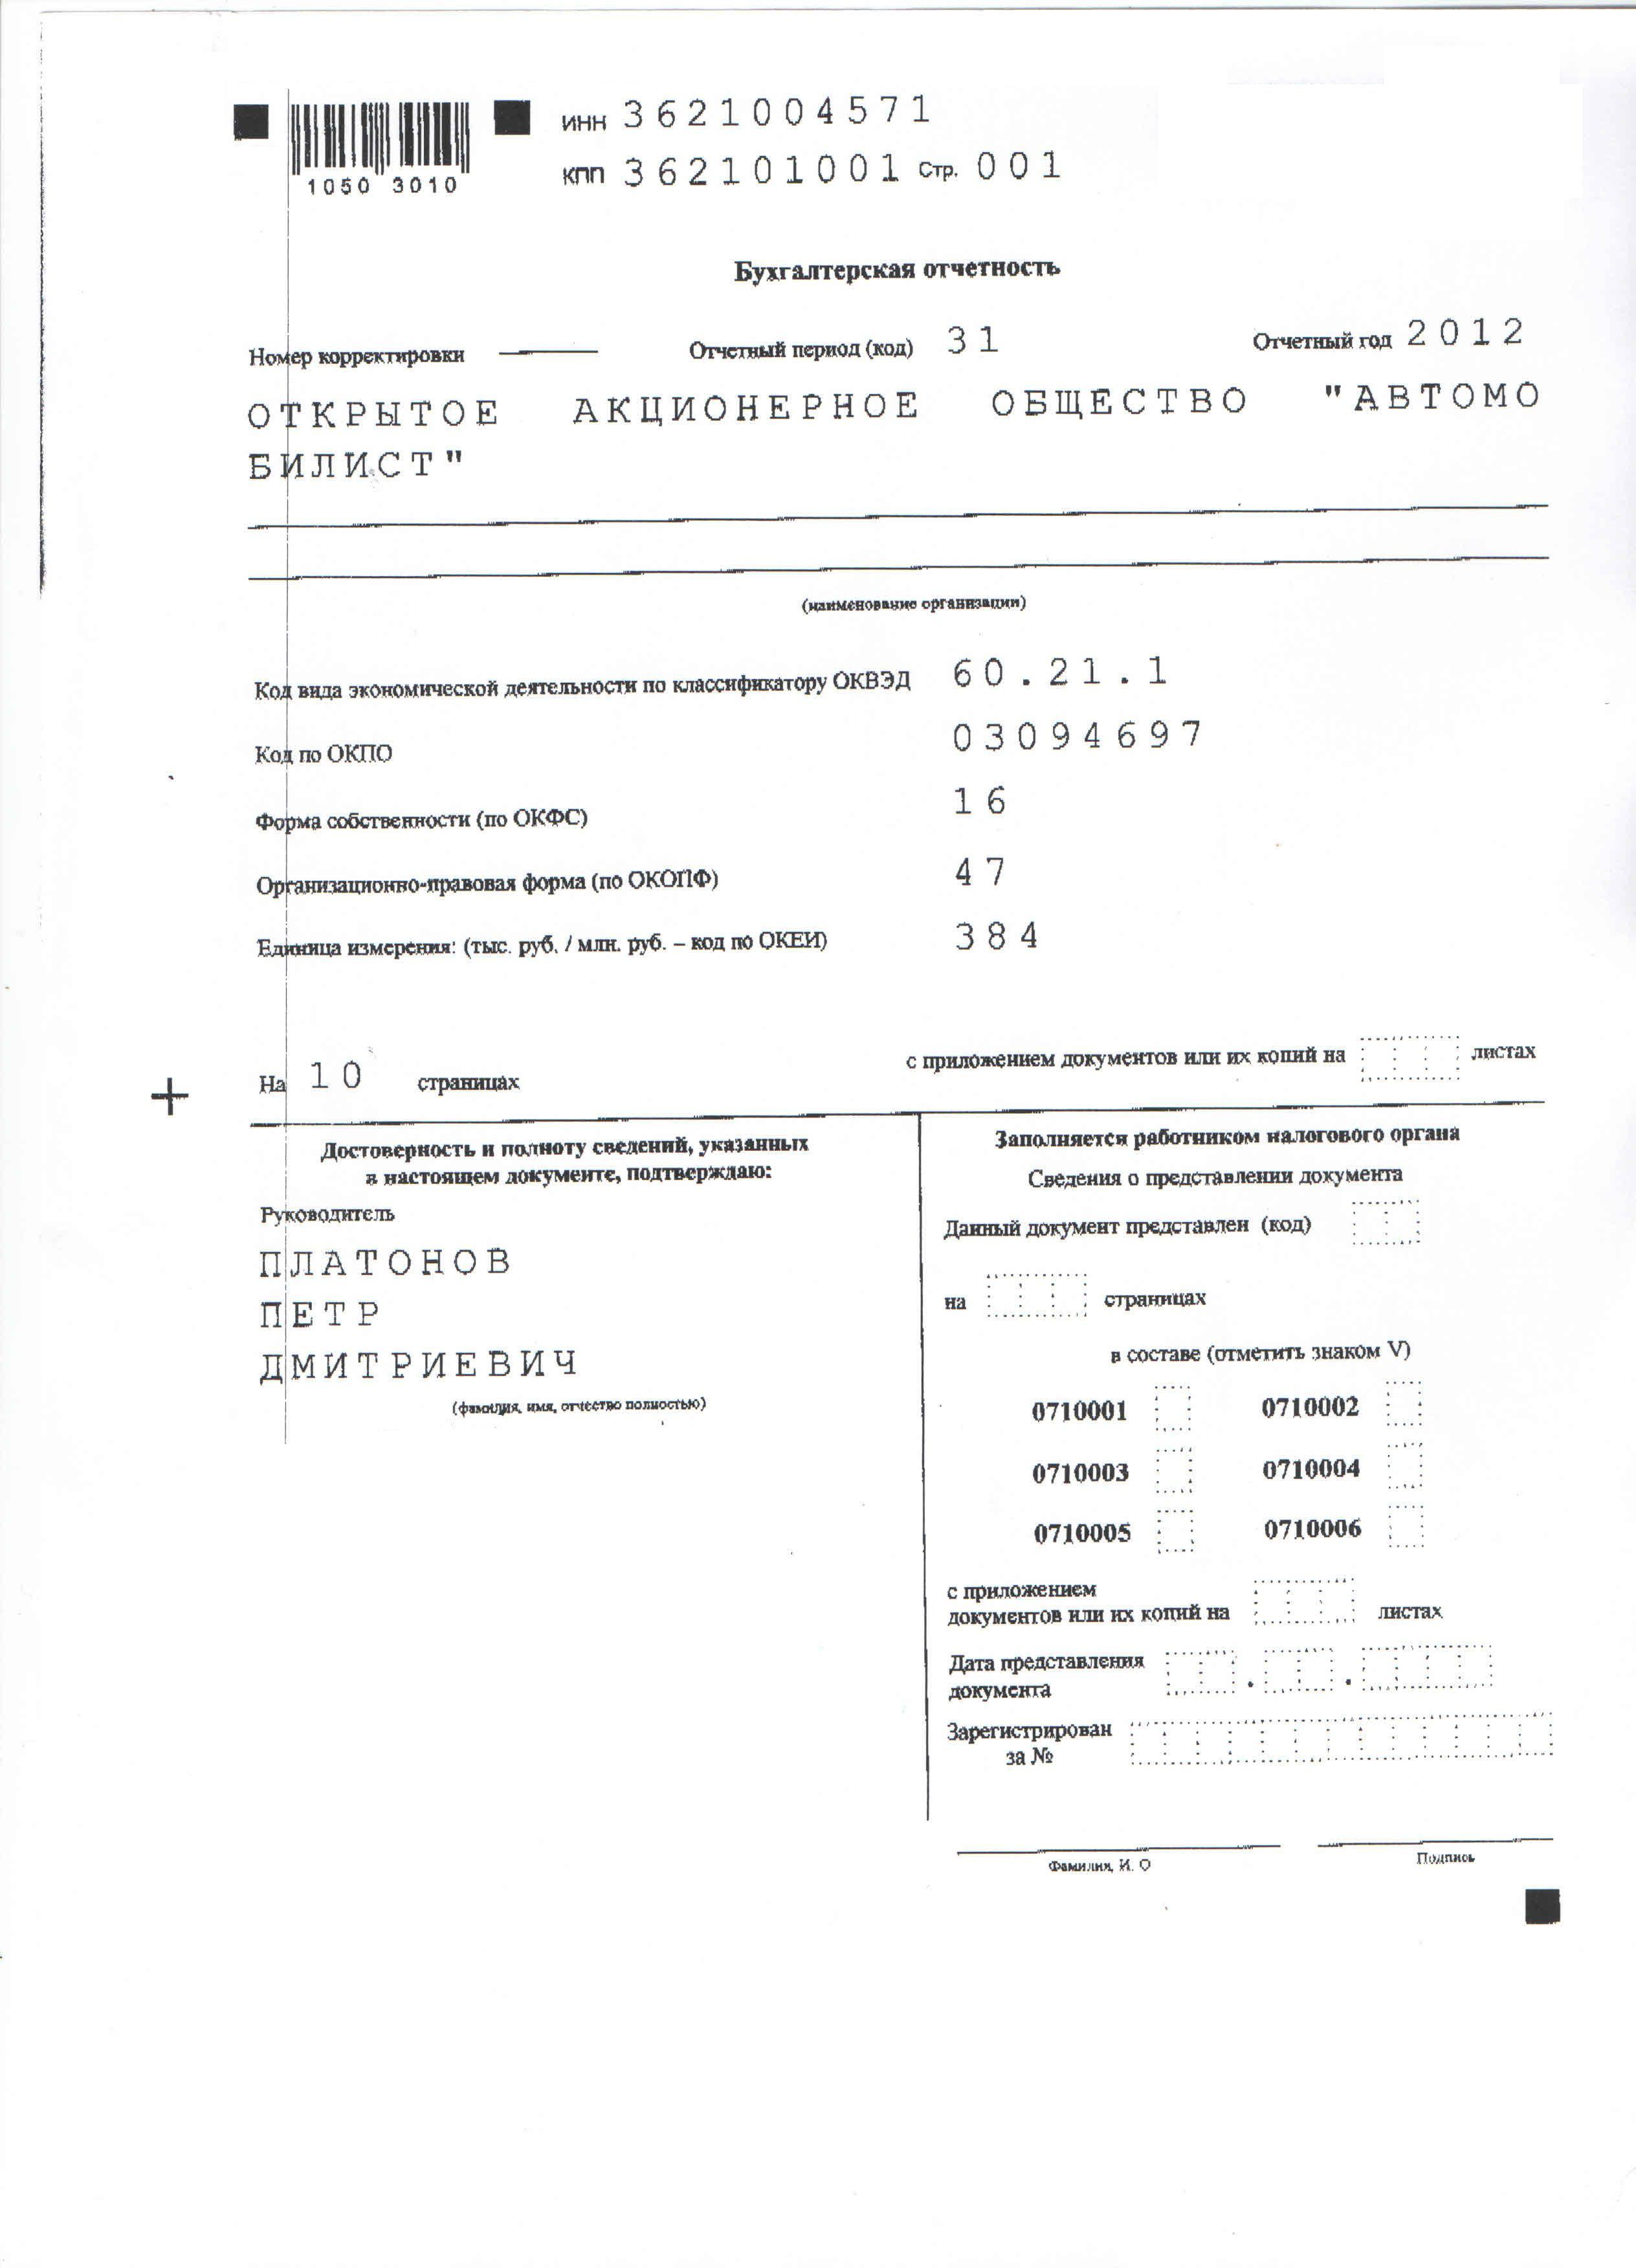 ИНН 3621004571
1050 3010
КПП 362101001 Стр. 001
Бухгалтерская отчетность
Номер корректировки Отчетный период (код) 31 Отчетный год 2012
ОТКРЫТОЕ АКЦИОНЕРНОЕ ОБЩЕСТВО "АВТОМО
БИЛИСТ"
(наименование организации)
Код вида экономической деятельности по классификатору ОКВЭД 60.21.1
Код по ОКПО 03094697
Форма собственности (по ОКФС) 16
Организационно-правовая форма (по ОКОПФ) 47
Единица измерения: (тыс. руб. / млн. руб. – код по ОКЕИ) 384
На 10 страницах с приложением документов или их копий на листах
Достоверность и полноту сведений, указанных
в настоящем документе, подтверждаю:
Руководитель
ПЛАТОНОВ
ПЕТР
ДМИТРИЕВИЧ
(фамилия, имя, отчество полностью)
Заполняется работником налогового органа
Сведения о представлении документа
Данный документ представлен (код)
на страницах
в составе (отметить знаком V)
0710001 0710002
0710003 0710004
0710005 0710006
с приложением
документов или их копий на листах
Дата представления
документа
Зарегистрирован
за №
Фамилия, И. О Подпись